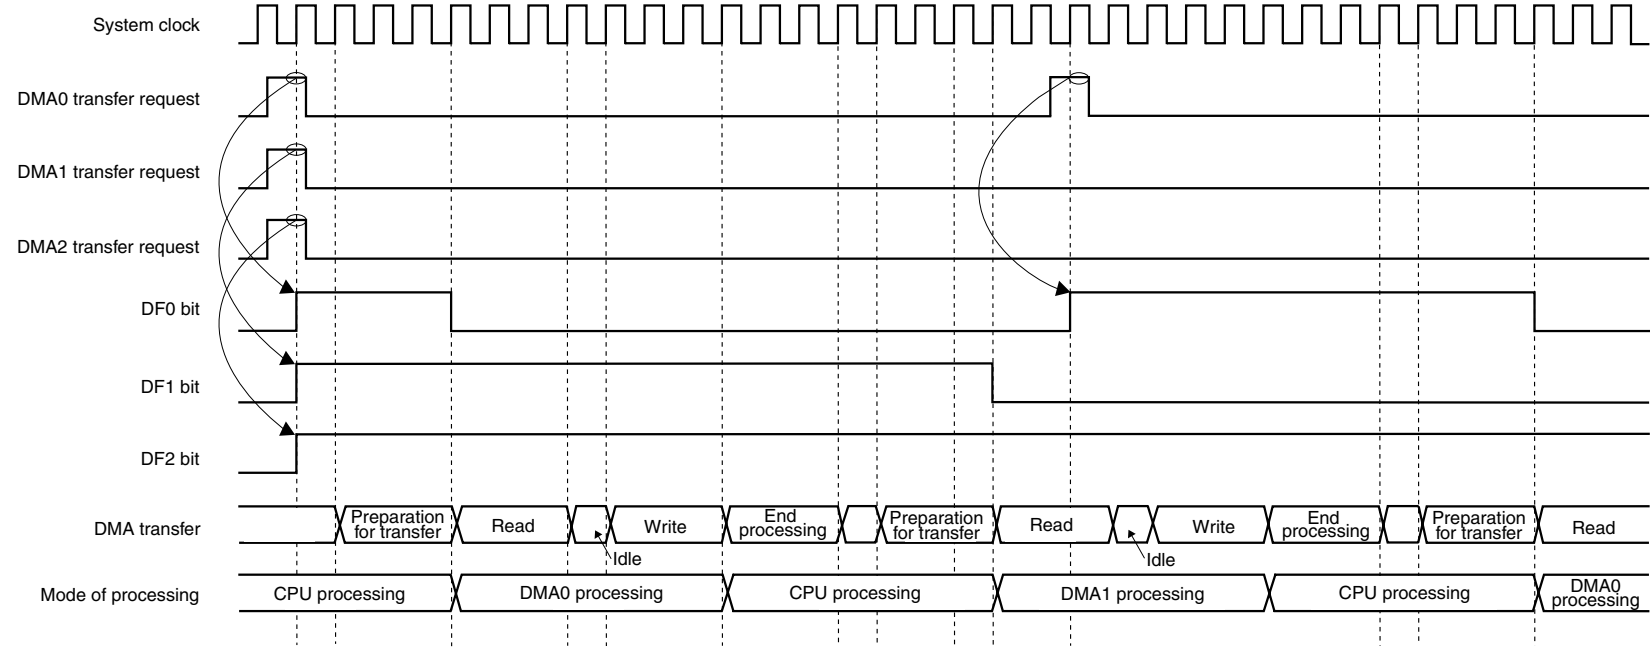 System clock
DMA0 transfer request
DMA1 transfer request
DMA2 transfer request
DF0 bit
DF1 bit
DF2 bit
DMA transfer
Preparation
for transfer
Read
Idle
Write
End
processing
Preparation
for transfer
Read
Idle
Write
End
processing
Preparation
for transfer
Read
Mode of processing
CPU processing
DMA0 processing
CPU processing
DMA1 processing
CPU processing
DMA0
processing